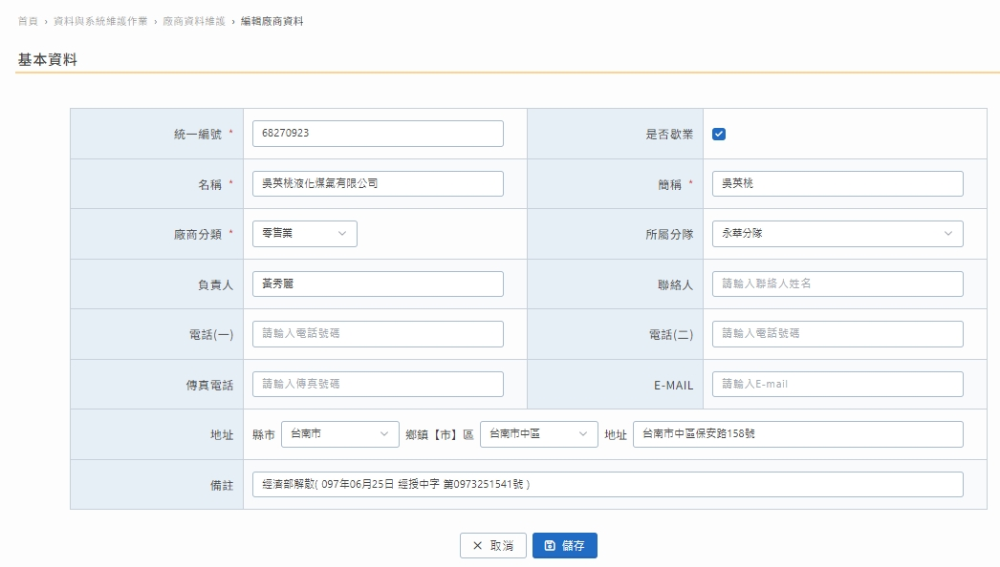 首頁 › 資料與系統維護作業 › 廠商資料維護 › 編輯廠商資料
基本資料
統一編號 * 68270923 是否歇業
名稱 * 吳英桃液化煤氣有限公司 簡稱 * 吳英桃
廠商分類 * 零售業 所屬分隊 永華分隊
負責人 黃秀麗 聯絡人 請輸入聯絡人姓名
電話(一) 請輸入電話號碼 電話(二) 請輸入電話號碼
傳真電話 請輸入傳真號碼 E-MAIL 請輸入E-mail
地址 縣市 台南市 鄉鎮【市】區 台南市中區 地址 台南市中區保安路158號
備註 經濟部解散( 097年06月25日 經授中字 第0973251541號 )
取消 儲存